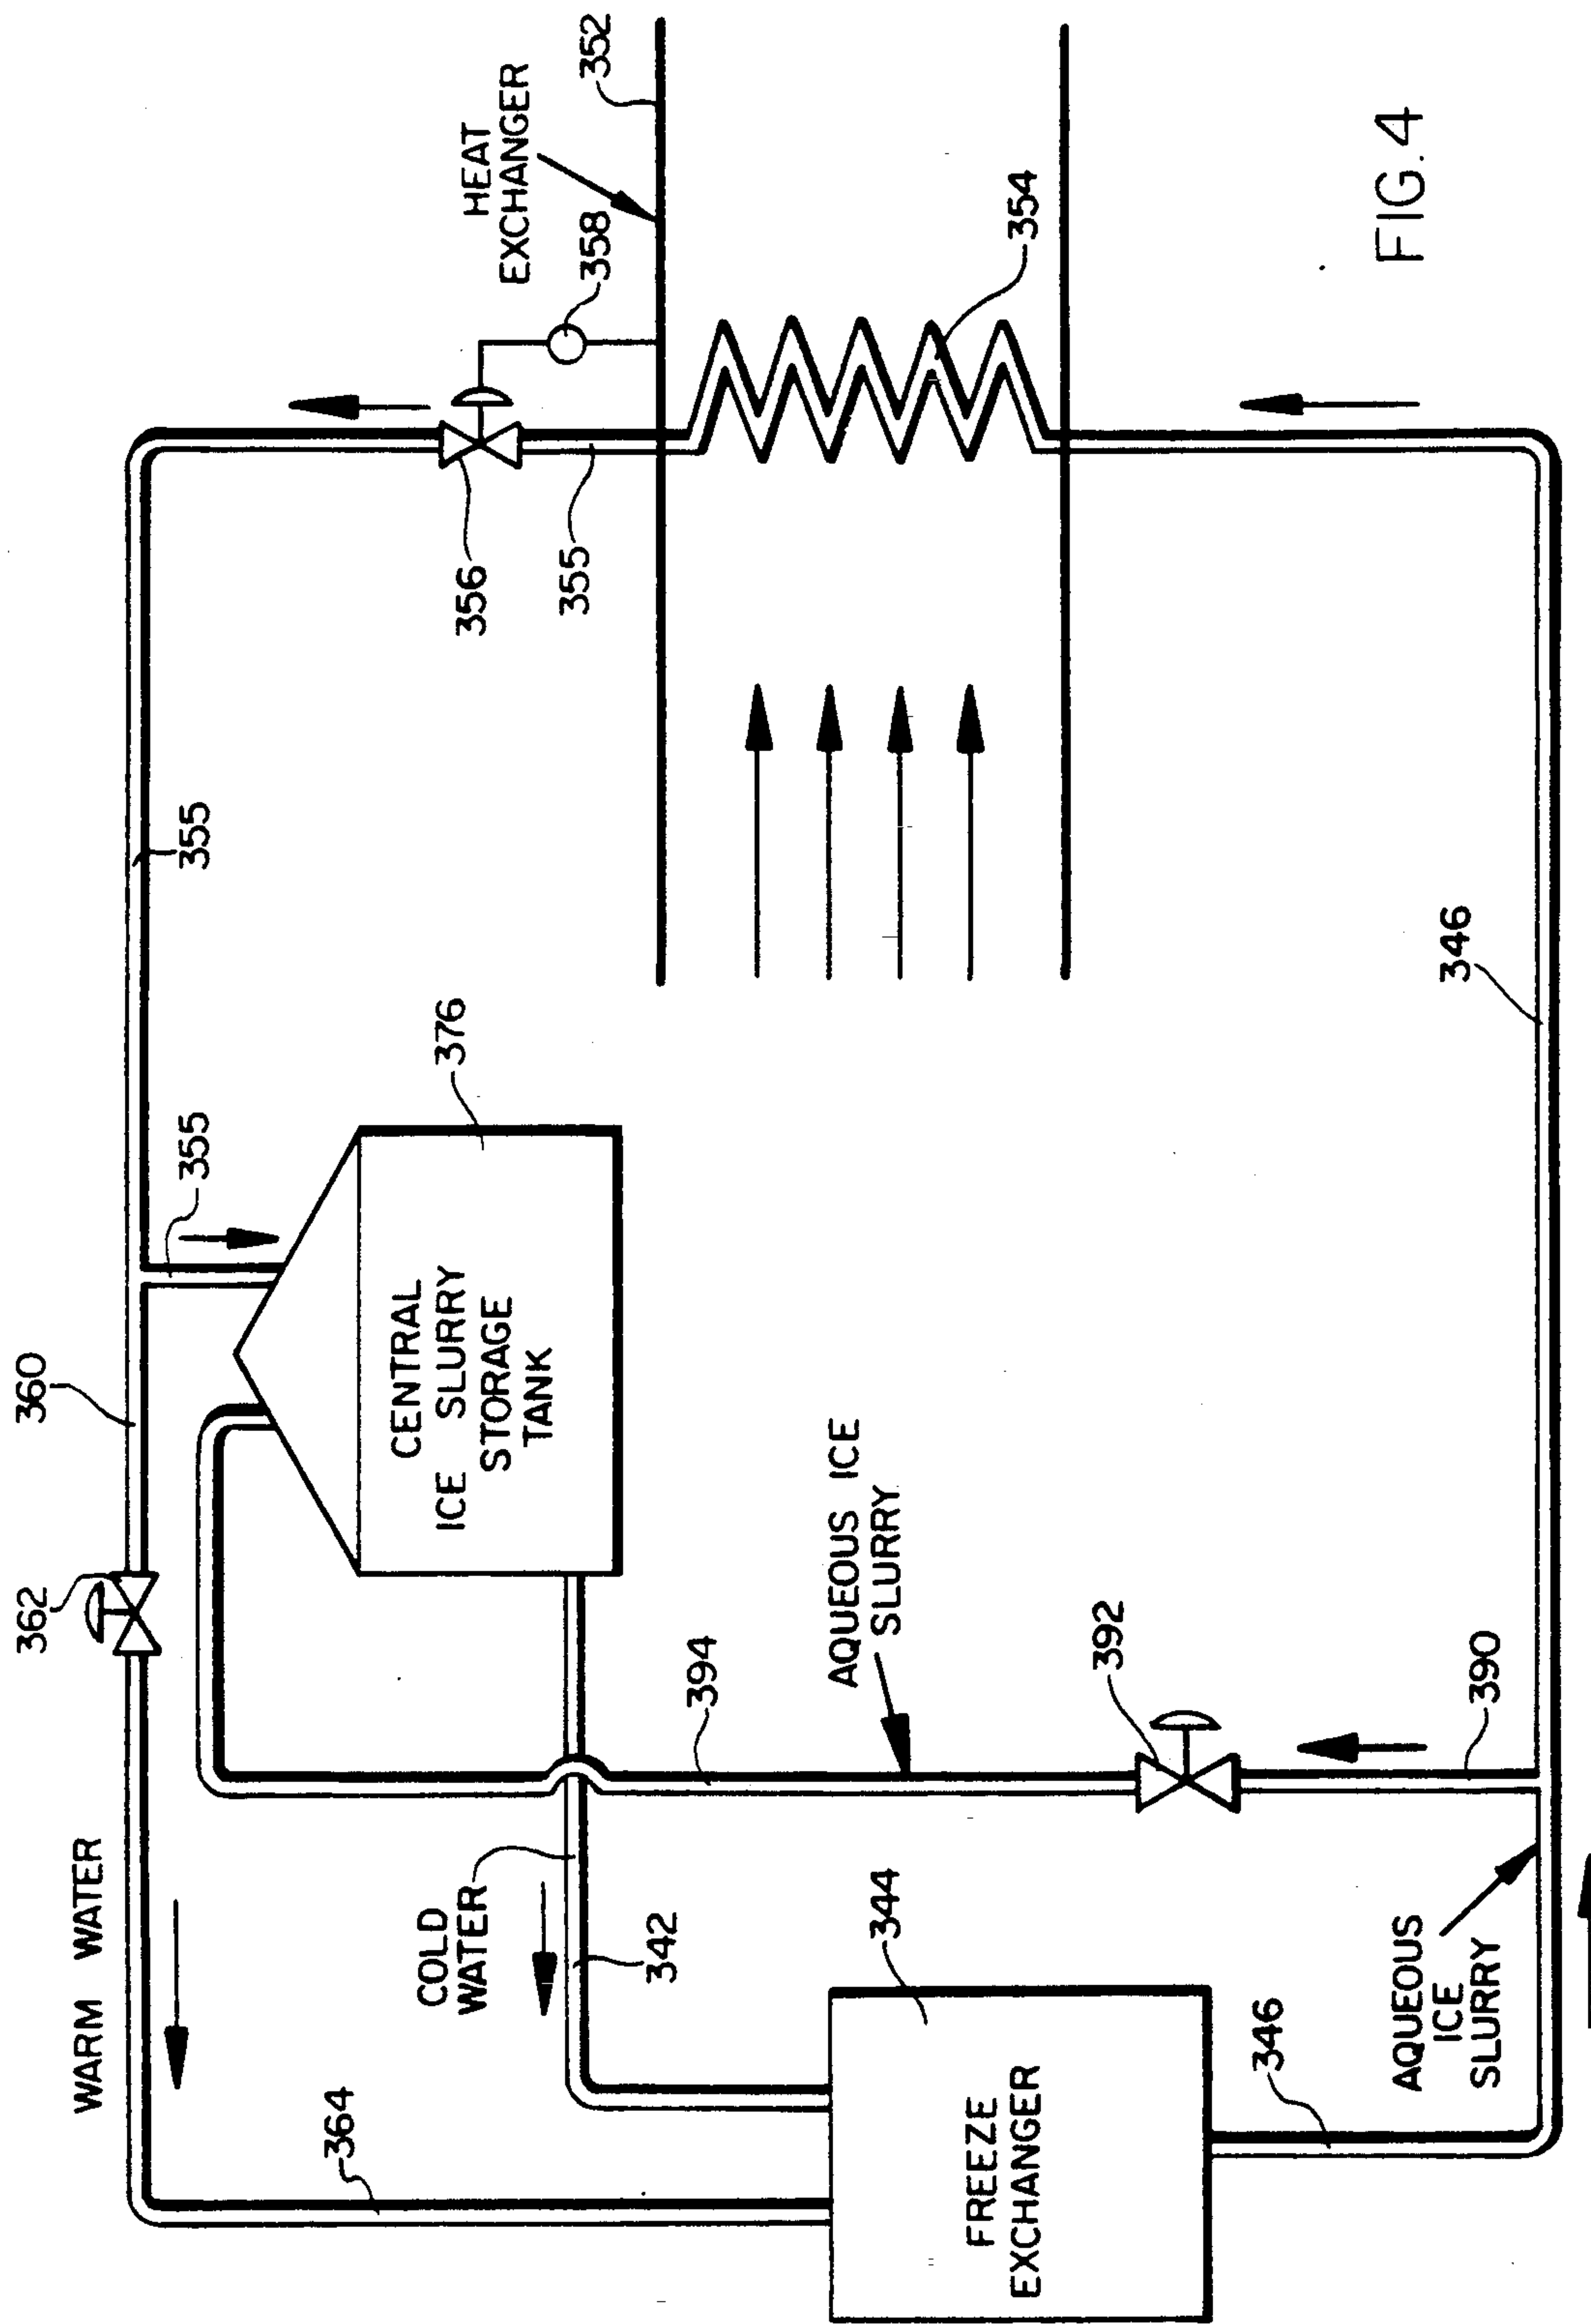 WARM WATER
362
360
355
355
364
COLD
WATER
342
CENTRAL
ICE SLURRY
STORAGE
TANK
376
356
355
358
HEAT
EXCHANGER
352
354
394
AQUEOUS ICE
SLURRY
344
FREEZE
EXCHANGER
392
390
346
AQUEOUS
ICE
SLURRY
346
FIG.4